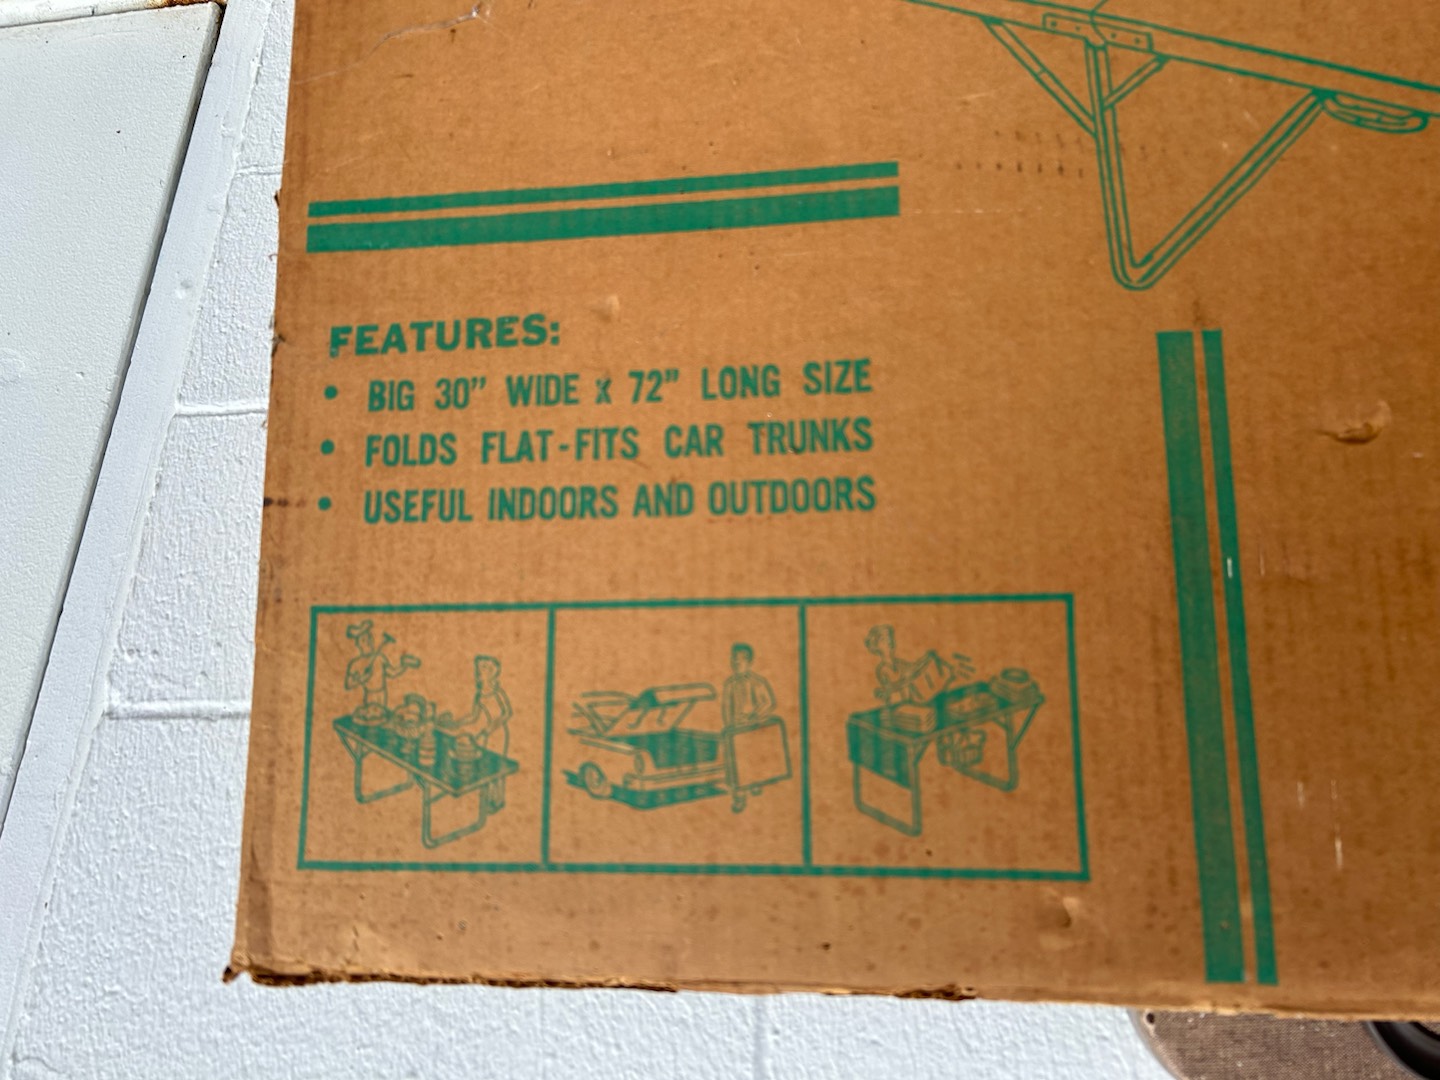 FEATURES:
• BIG 30" WIDE X 72" LONG SIZE
• FOLDS FLAT-FITS CAR TRUNKS
• USEFUL INDOORS AND OUTDOORS